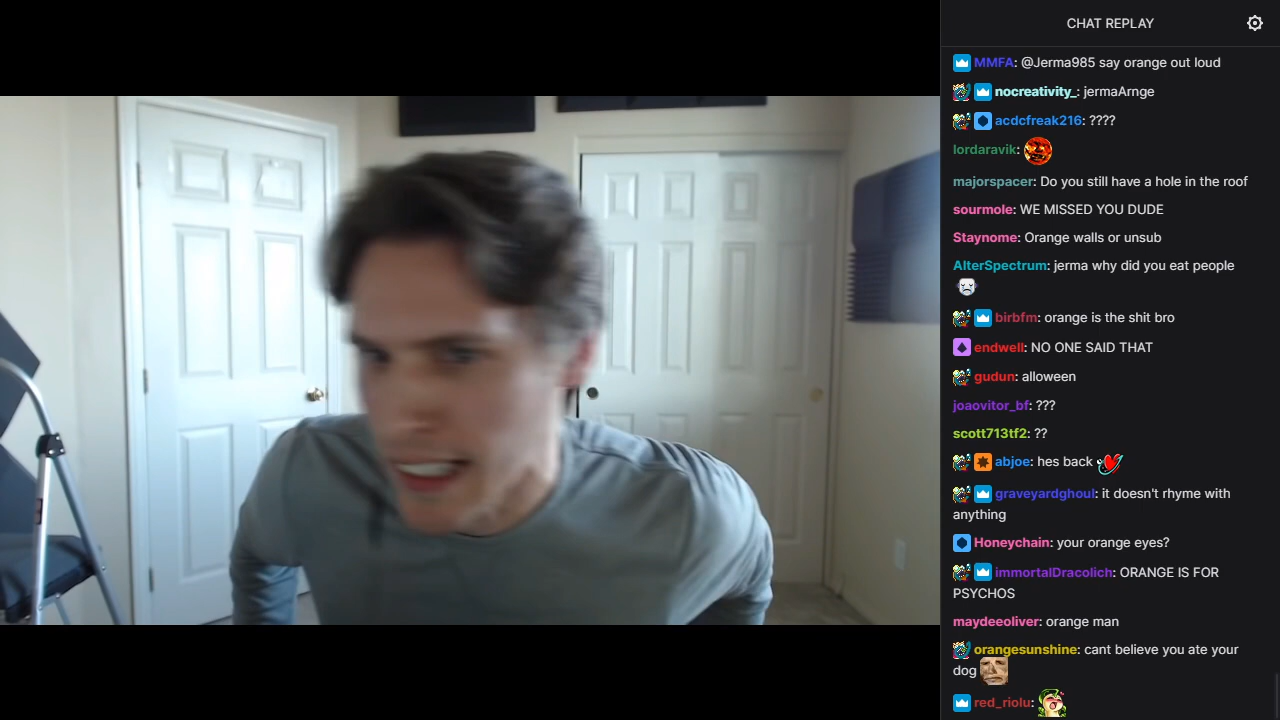 CHAT REPLAY
MMFA: @Jerma985 say orange out loud
nocreativity_: jermaArnge
acdcfreak216: ????
lordaravik:
majorspacer: Do you still have a hole in the roof
sourmole: WE MISSED YOU DUDE
Staynome: Orange walls or unsub
AlterSpectrum: jerma why did you eat people
birbfm: orange is the shit bro
endwell: NO ONE SAID THAT
gudun: alloween
joaovitor_bf: ???
scott713tf2: ??
abjoe: hes back
graveyardghoul: it doesn't rhyme with
anything
Honeychain: your orange eyes?
immortalDracolich: ORANGE IS FOR
PSYCHOS
maydeeoliver: orange man
orangesunshine: cant believe you ate your
dog
red_riolu: